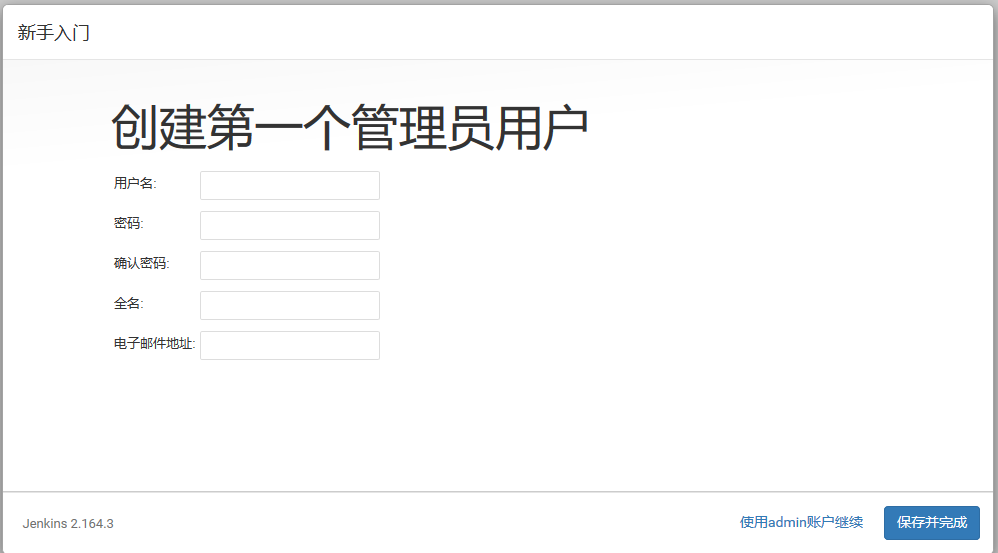 新手入门
创建第一个管理员用户
用户名:
密码:
确认密码:
全名:
电子邮件地址:
Jenkins 2.164.3
使用admin账户继续
保存并完成